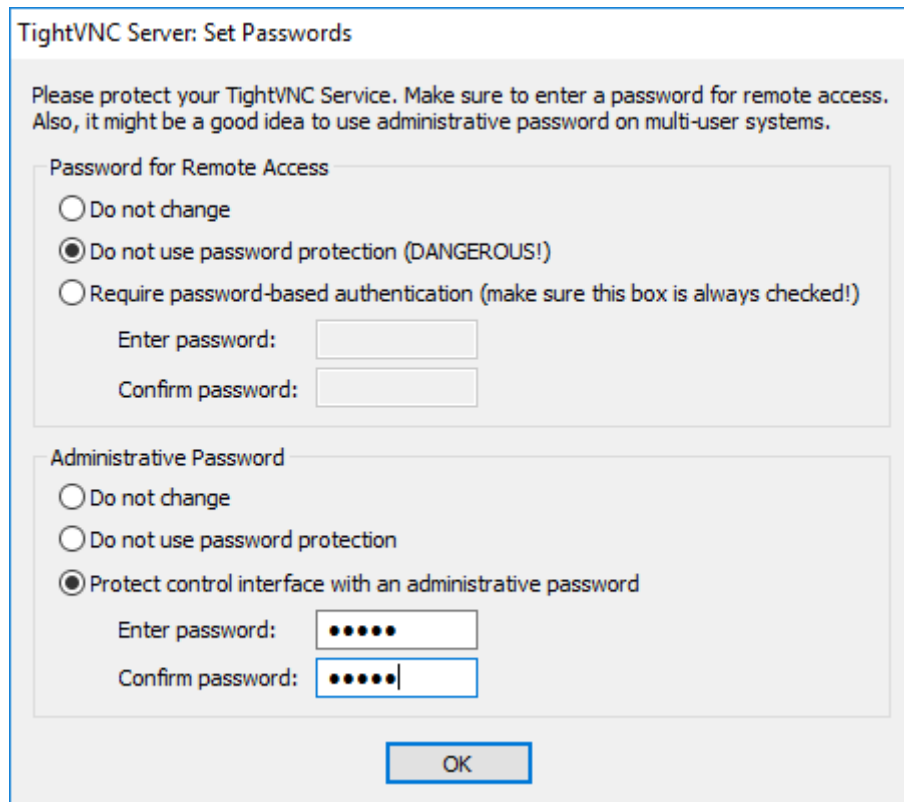 TightVNC Server: Set Passwords
Please protect your TightVNC Service. Make sure to enter a password for remote access.
Also, it might be a good idea to use administrative password on multi-user systems.
Password for Remote Access
Do not change
Do not use password protection (DANGEROUS!)
Require password-based authentication (make sure this box is always checked!)
Enter password:
Confirm password:
Administrative Password
Do not change
Do not use password protection
Protect control interface with an administrative password
Enter password: •••••
Confirm password: •••••
OK